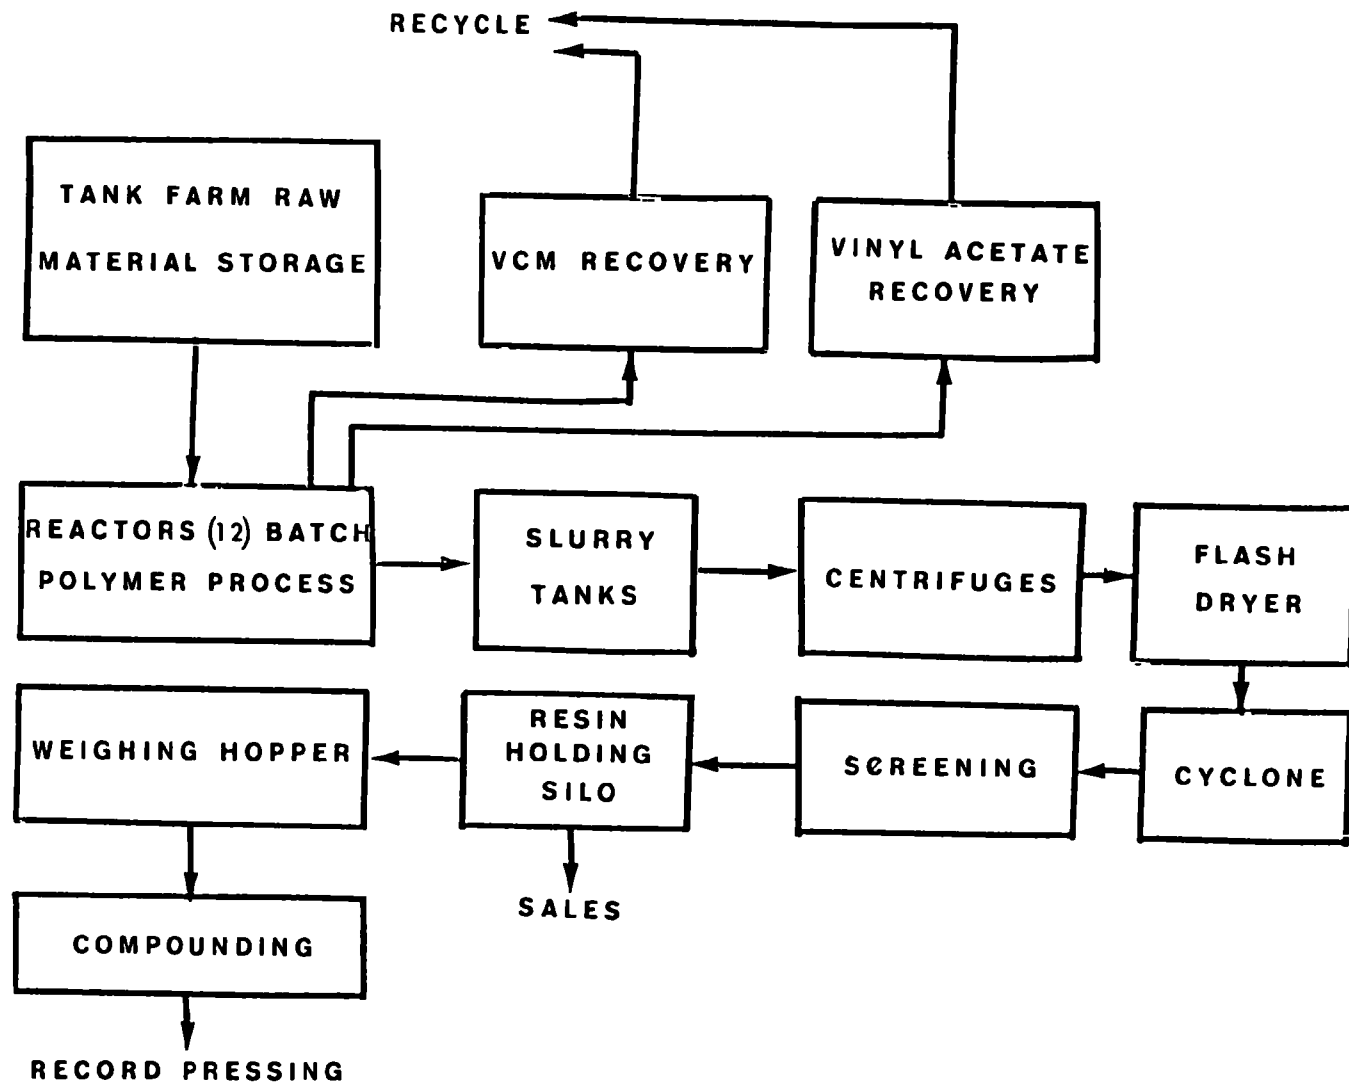 RECYCLE
TANK FARM RAW
MATERIAL STORAGE
VCM RECOVERY
VINYL ACETATE
RECOVERY
REACTORS (12) BATCH
POLYMER PROCESS
SLURRY
TANKS
CENTRIFUGES
FLASH
DRYER
WEIGHING HOPPER
RESIN
HOLDING
SILO
SCREENING
CYCLONE
SALES
COMPOUNDING
RECORD PRESSING